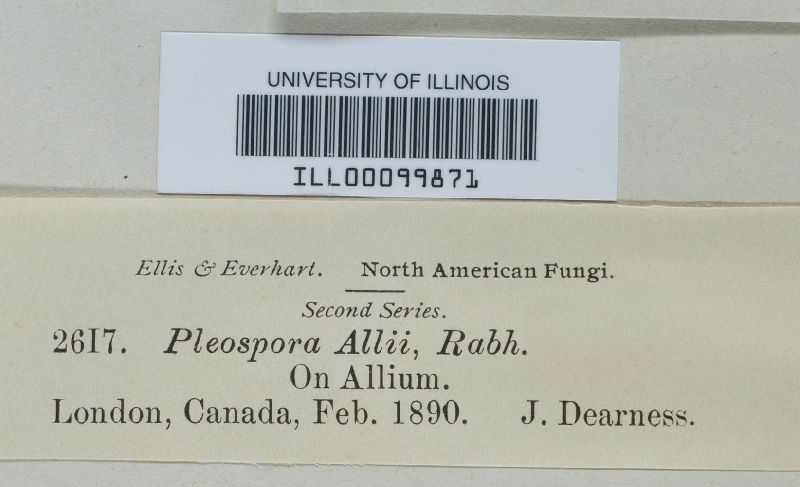 UNIVERSITY OF ILLINOIS
ILL00099871
Ellis & Everhart. North American Fungi.
Second Series.
2617. Pleospora Allii, Rabh.
On Allium.
London, Canada, Feb. 1890. J. Dearness.